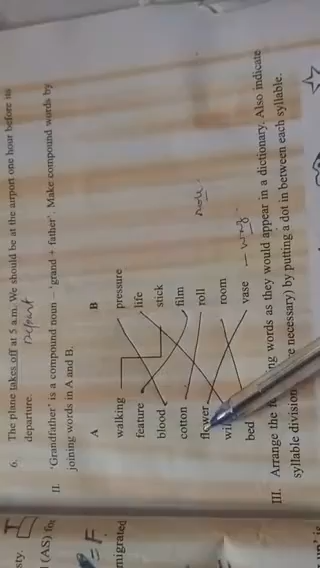 6. The plane takes off at 5 a.m. We should be at the airport one hour before its
departure. Depart
II. 'Grandfather' is a compound noun – 'grand + father'. Make compound words by
joining words in A and B.
A B
walking pressure
feature life
blood stick
cotton film
flower roll
wil room
bed vase
III. Arrange the fo ng words as they would appear in a dictionary. Also indicate
syllable division e necessary) by putting a dot in between each syllable.
sty.
(AS) for
= F.
migrated